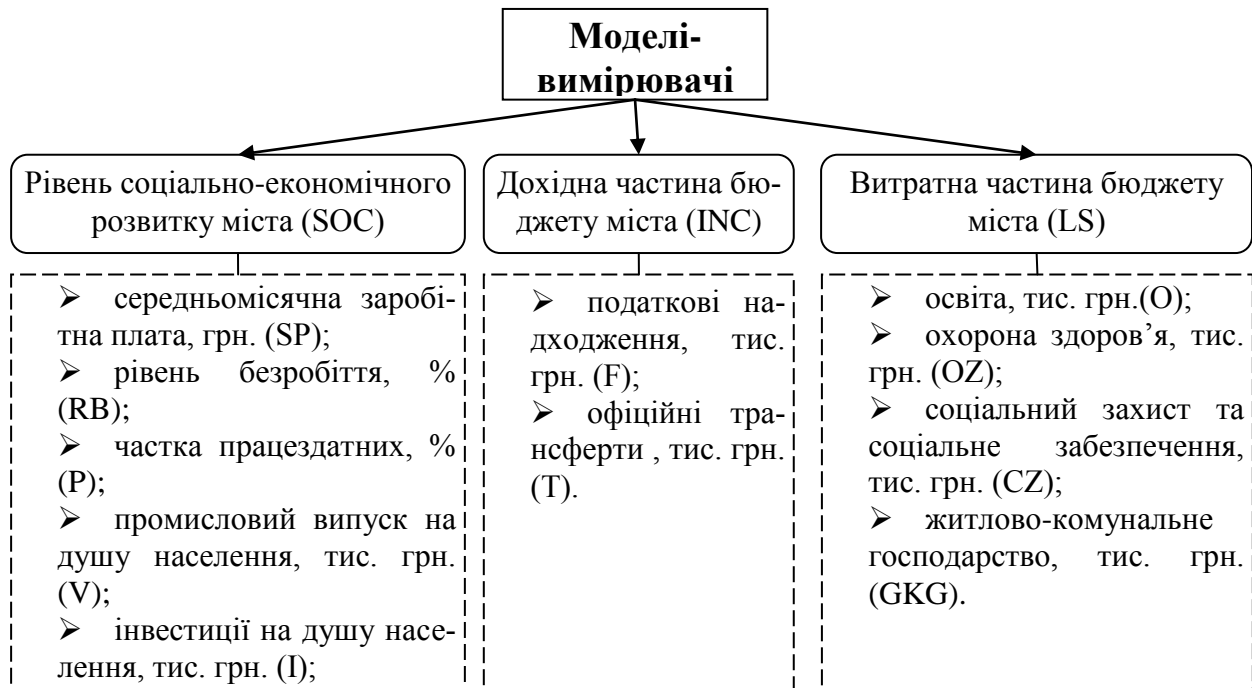 Моделі-
вимірювачі
Рівень соціально-економічного
розвитку міста (SOC)
Дохідна частина бю-
джету міста (INC)
Витратна частина бюджету
міста (LS)
➢ середньомісячна заробі-
тна плата, грн. (SP);
➢ рівень безробіття, %
(RB);
➢ частка працездатних, %
(P);
➢ промисловий випуск на
душу населення, тис. грн.
(V);
➢ інвестиції на душу насе-
лення, тис. грн. (I);
➢ податкові на-
дходження, тис.
грн. (F);
➢ офіційні тра-
нсферти , тис. грн.
(T).
➢ освіта, тис. грн.(O);
➢ охорона здоров’я, тис.
грн. (OZ);
➢ соціальний захист та
соціальне забезпечення,
тис. грн. (CZ);
➢ житлово-комунальне
господарство, тис. грн.
(GKG).